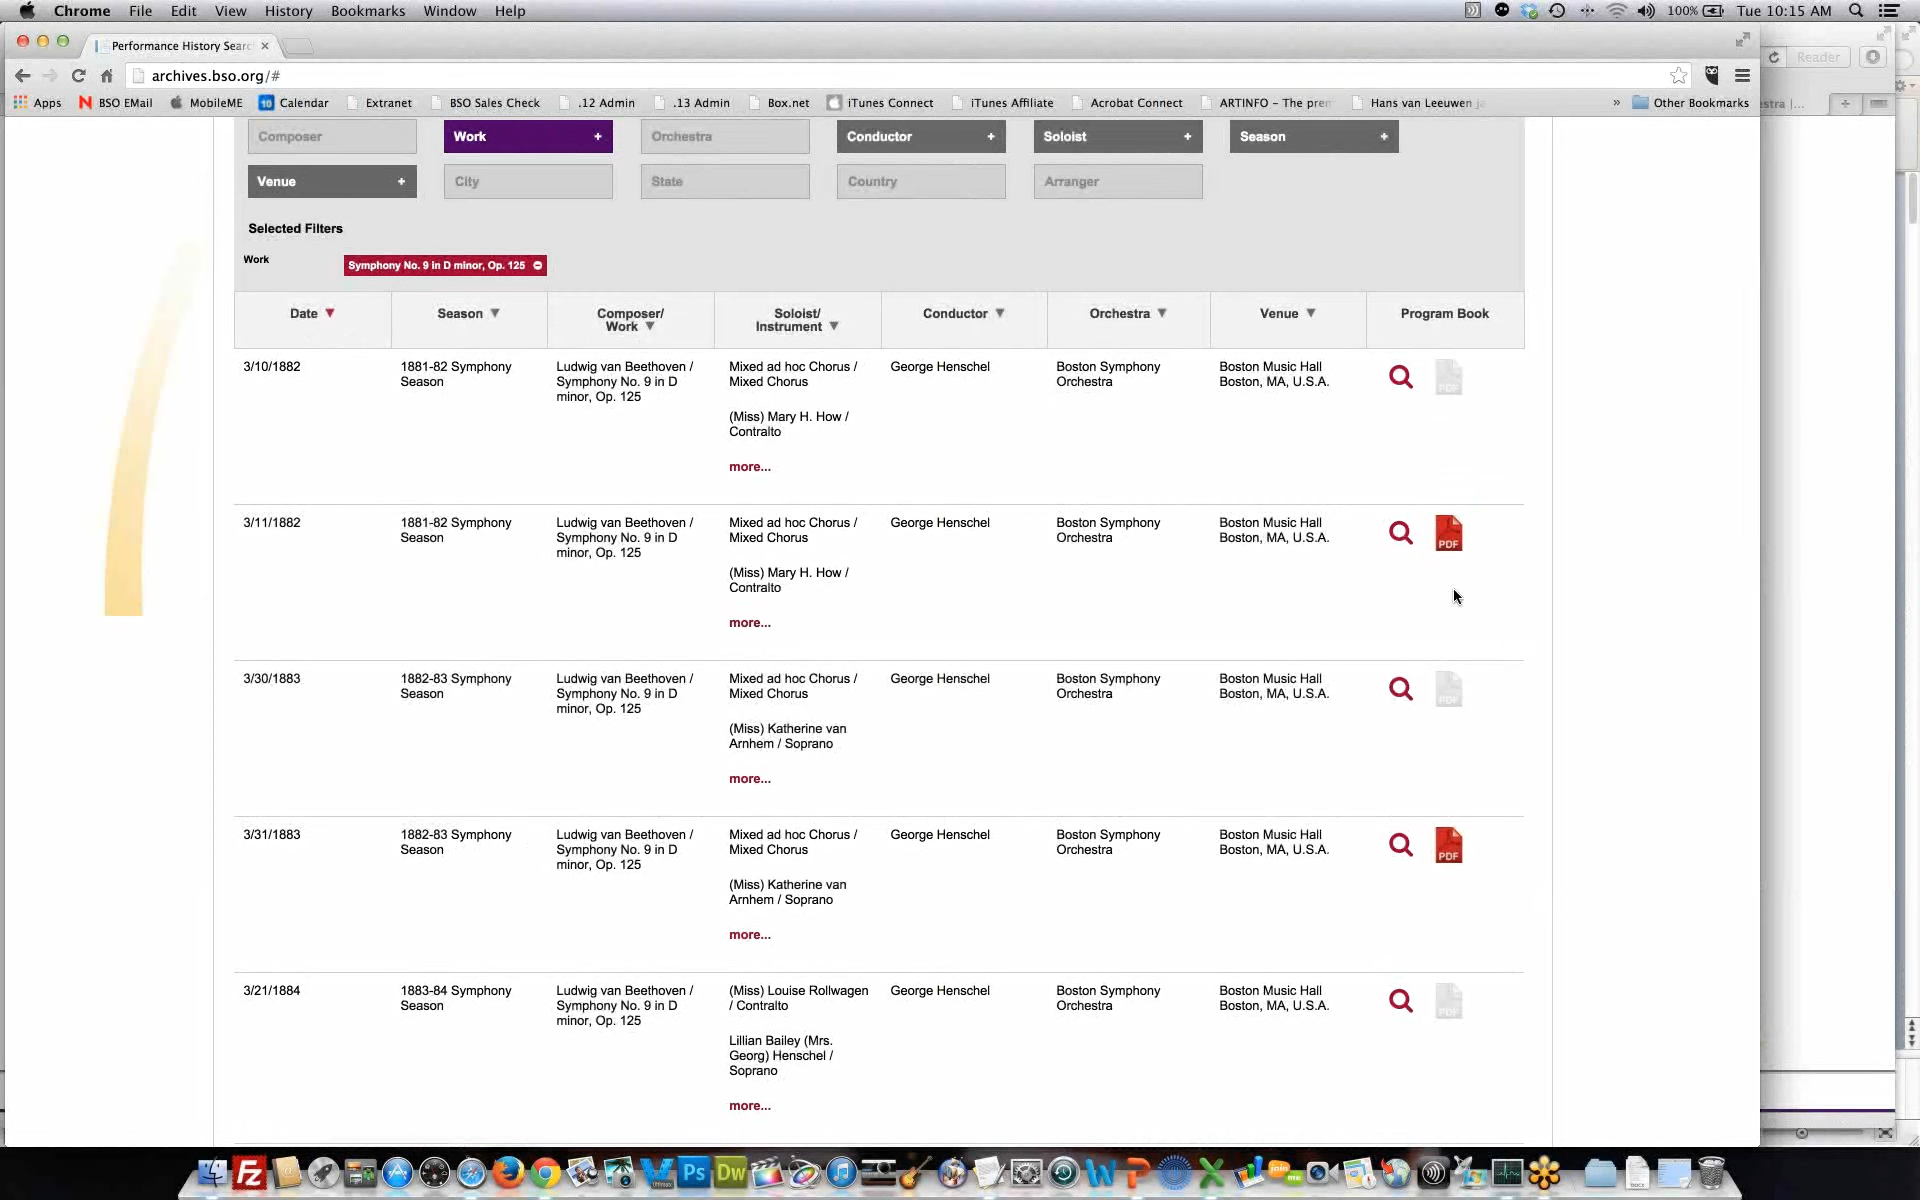 Chrome File Edit View History Bookmarks Window Help 100% Tue 10:15 AM
Performance History Searc
Reader
archives.bso.org/#
Apps BSO EMail MobileME 10 Calendar Extranet BSO Sales Check .12 Admin .13 Admin Box.net iTunes Connect iTunes Affiliate Acrobat Connect ARTINFO – The pre Hans van Leeuwen » Other Bookmarks
Composer Work + Orchestra Conductor + Soloist + Season +
Venue + City State Country Arranger
Selected Filters
Work Symphony No. 9 in D minor, Op. 125
Date Season Composer/ Soloist/ Conductor Orchestra Venue Program Book
Work Instrument
3/10/1882 1881-82 Symphony Ludwig van Beethoven / Mixed ad hoc Chorus / George Henschel Boston Symphony Boston Music Hall
Season Symphony No. 9 in D Mixed Chorus Orchestra Boston, MA, U.S.A. PDF
minor, Op. 125
(Miss) Mary H. How /
Contralto
more...
3/11/1882 1881-82 Symphony Ludwig van Beethoven / Mixed ad hoc Chorus / George Henschel Boston Symphony Boston Music Hall
Season Symphony No. 9 in D Mixed Chorus Orchestra Boston, MA, U.S.A. PDF
minor, Op. 125
(Miss) Mary H. How /
Contralto
more...
3/30/1883 1882-83 Symphony Ludwig van Beethoven / Mixed ad hoc Chorus / George Henschel Boston Symphony Boston Music Hall
Season Symphony No. 9 in D Mixed Chorus Orchestra Boston, MA, U.S.A. PDF
minor, Op. 125
(Miss) Katherine van
Arnhem / Soprano
more...
3/31/1883 1882-83 Symphony Ludwig van Beethoven / Mixed ad hoc Chorus / George Henschel Boston Symphony Boston Music Hall
Season Symphony No. 9 in D Mixed Chorus Orchestra Boston, MA, U.S.A. PDF
minor, Op. 125
(Miss) Katherine van
Arnhem / Soprano
more...
3/21/1884 1883-84 Symphony Ludwig van Beethoven / (Miss) Louise Rollwagen George Henschel Boston Symphony Boston Music Hall
Season Symphony No. 9 in D / Contralto Orchestra Boston, MA, U.S.A. PDF
minor, Op. 125
Lillian Bailey (Mrs.
Georg) Henschel /
Soprano
more...
Fz Ps Dw W P X